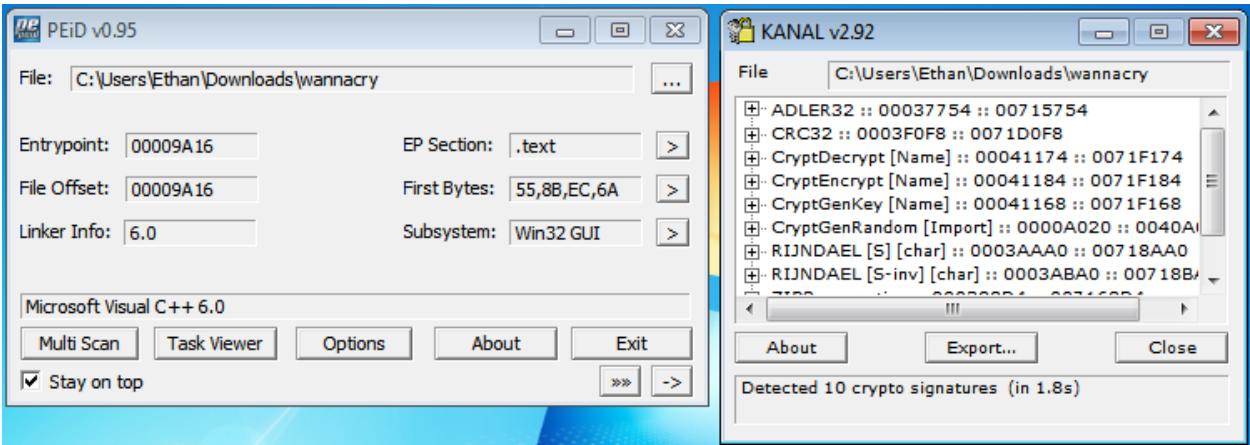 PEiD v0.95
File: C:\Users\Ethan\Downloads\wannacry ...
Entrypoint: 00009A16 EP Section: .text >
File Offset: 00009A16 First Bytes: 55,8B,EC,6A >
Linker Info: 6.0 Subsystem: Win32 GUI >
Microsoft Visual C++ 6.0
Multi Scan Task Viewer Options About Exit
Stay on top »» ->
KANAL v2.92
File C:\Users\Ethan\Downloads\wannacry
ADLER32 :: 00037754 :: 00715754
CRC32 :: 0003F0F8 :: 0071D0F8
CryptDecrypt [Name] :: 00041174 :: 0071F174
CryptEncrypt [Name] :: 00041184 :: 0071F184
CryptGenKey [Name] :: 00041168 :: 0071F168
CryptGenRandom [Import] :: 0000A020 ::
RIJNDAEL [S] [char] :: 0003AAA0 :: 00718AA0
RIJNDAEL [S-inv] [char] :: 0003ABA0 ::
About Export... Close
Detected 10 crypto signatures (in 1.8s)